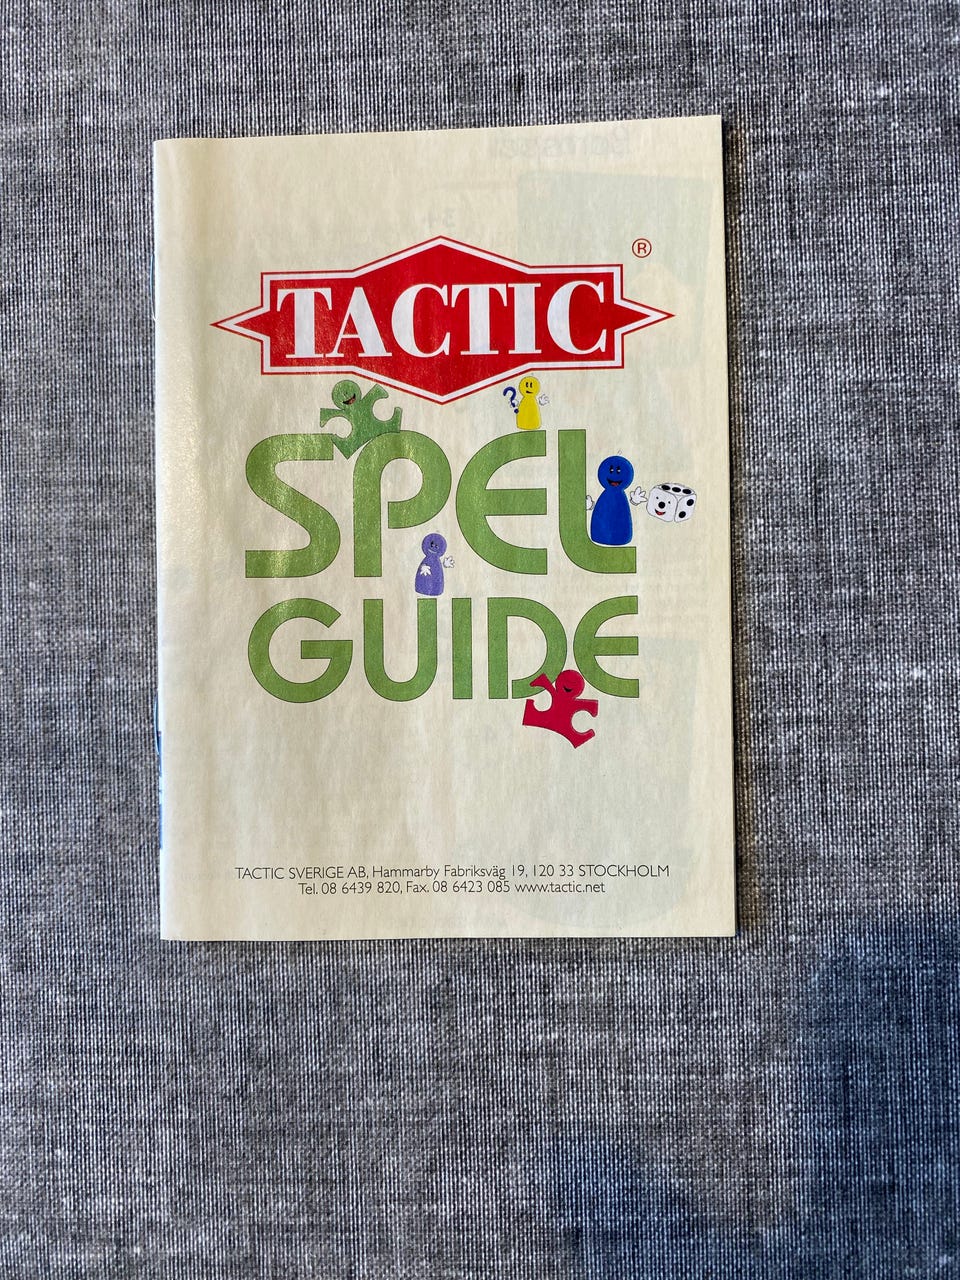 TACTIC ®
SPEL
GUIDE
TACTIC SVERIGE AB, Hammarby Fabriksväg 19, 120 33 STOCKHOLM
Tel. 08 6439 820, Fax. 08 6423 085 www.tactic.net